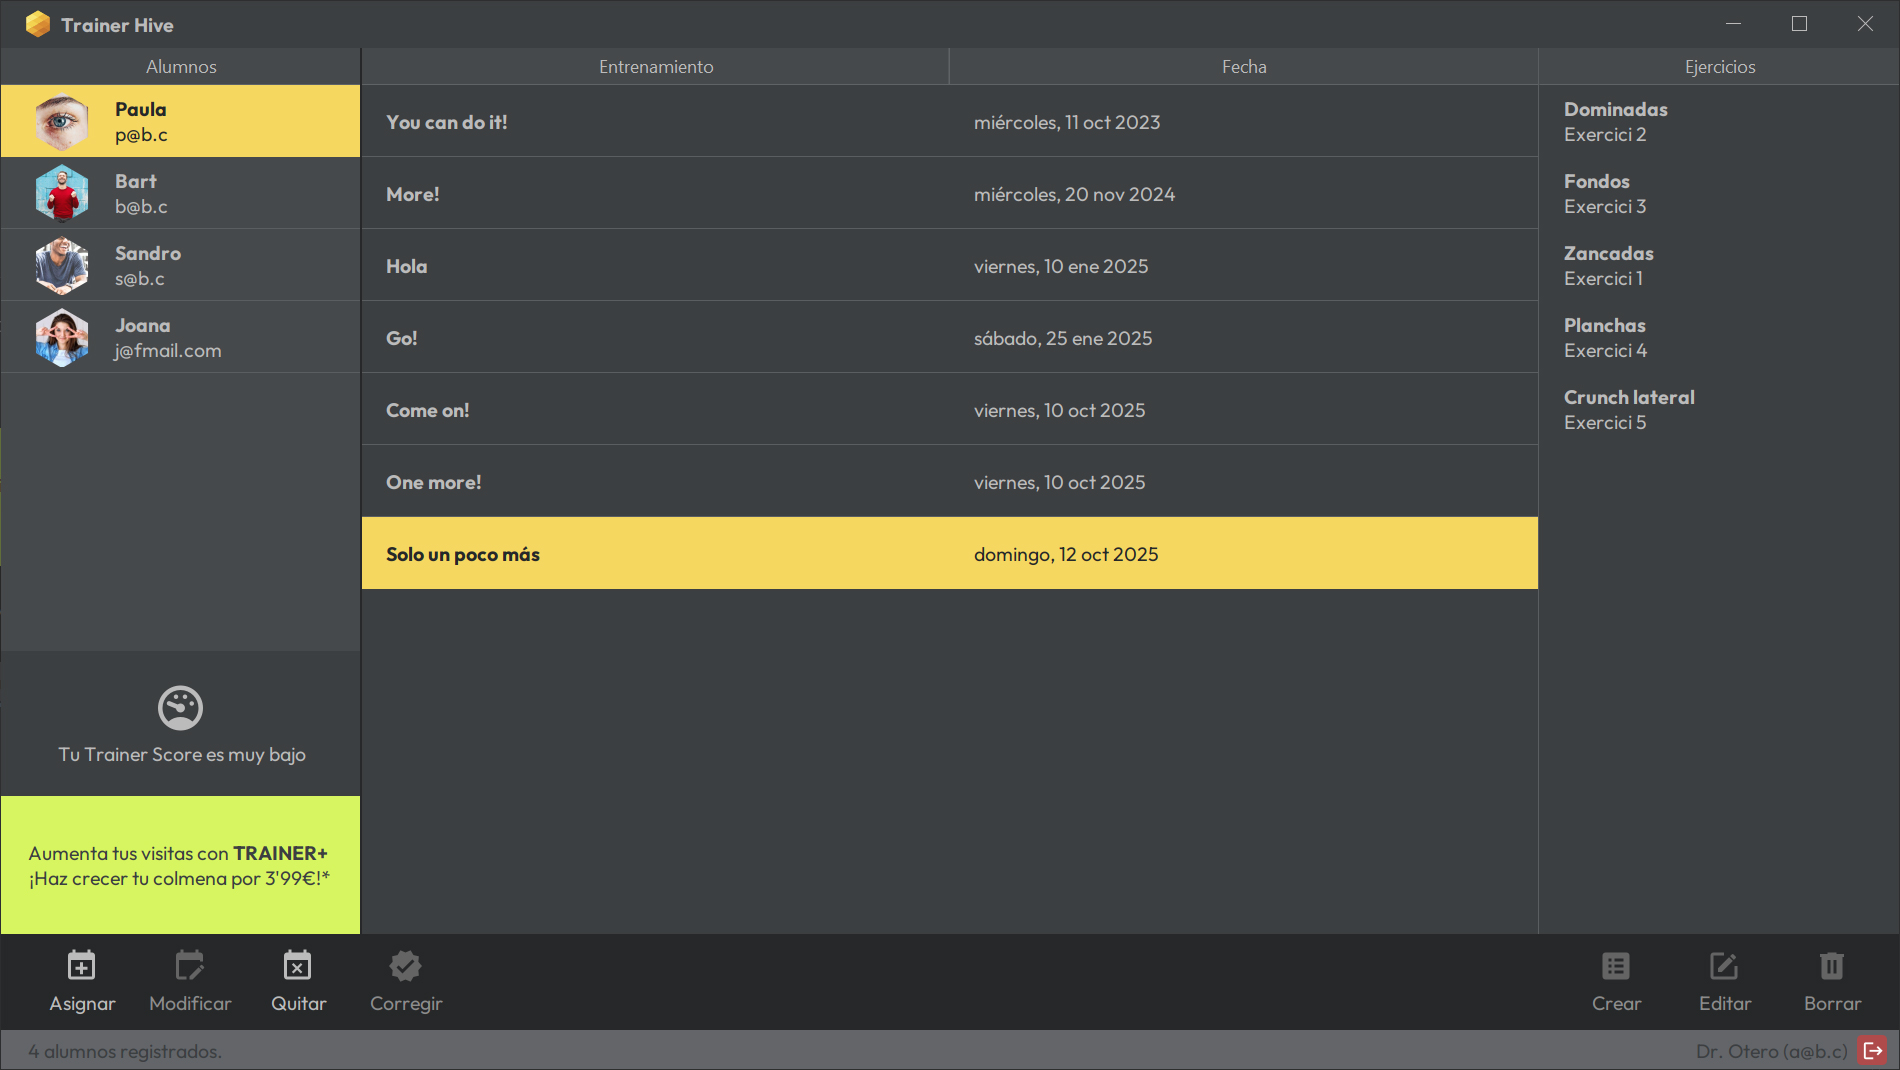 Trainer Hive
Alumnos
Entrenamiento
Fecha
Ejercicios
Paula
p@b.c
Bart
b@b.c
Sandro
s@b.c
Joana
j@fmail.com
You can do it!
miércoles, 11 oct 2023
More!
miércoles, 20 nov 2024
Hola
viernes, 10 ene 2025
Go!
sábado, 25 ene 2025
Come on!
viernes, 10 oct 2025
One more!
viernes, 10 oct 2025
Solo un poco más
domingo, 12 oct 2025
Dominadas
Exercici 2
Fondos
Exercici 3
Zancadas
Exercici 1
Planchas
Exercici 4
Crunch lateral
Exercici 5
Tu Trainer Score es muy bajo
Aumenta tus visitas con TRAINER+
¡Haz crecer tu colmena por 3'99€!*
Asignar
Modificar
Quitar
Corregir
Crear
Editar
Borrar
4 alumnos registrados.
Dr. Otero (a@b.c)